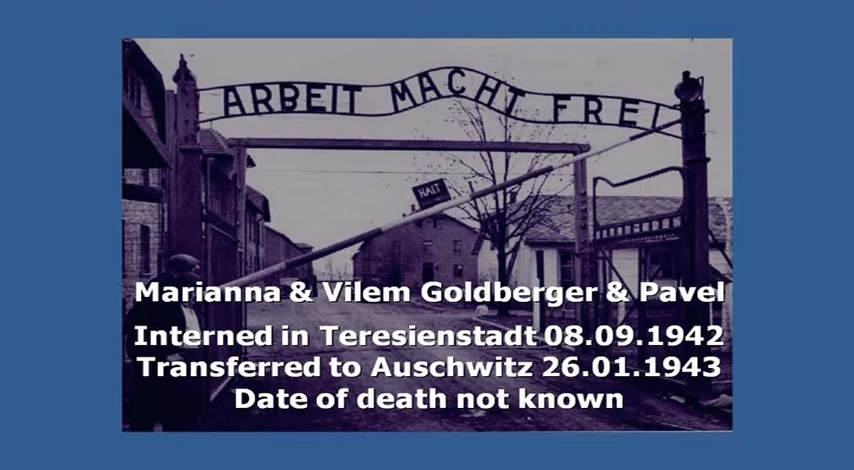 ARBEIT MACHT FREI
HALT
Marianna & Vilem Goldberger & Pavel
Interned in Teresienstadt 08.09.1942
Transferred to Auschwitz 26.01.1943
Date of death not known